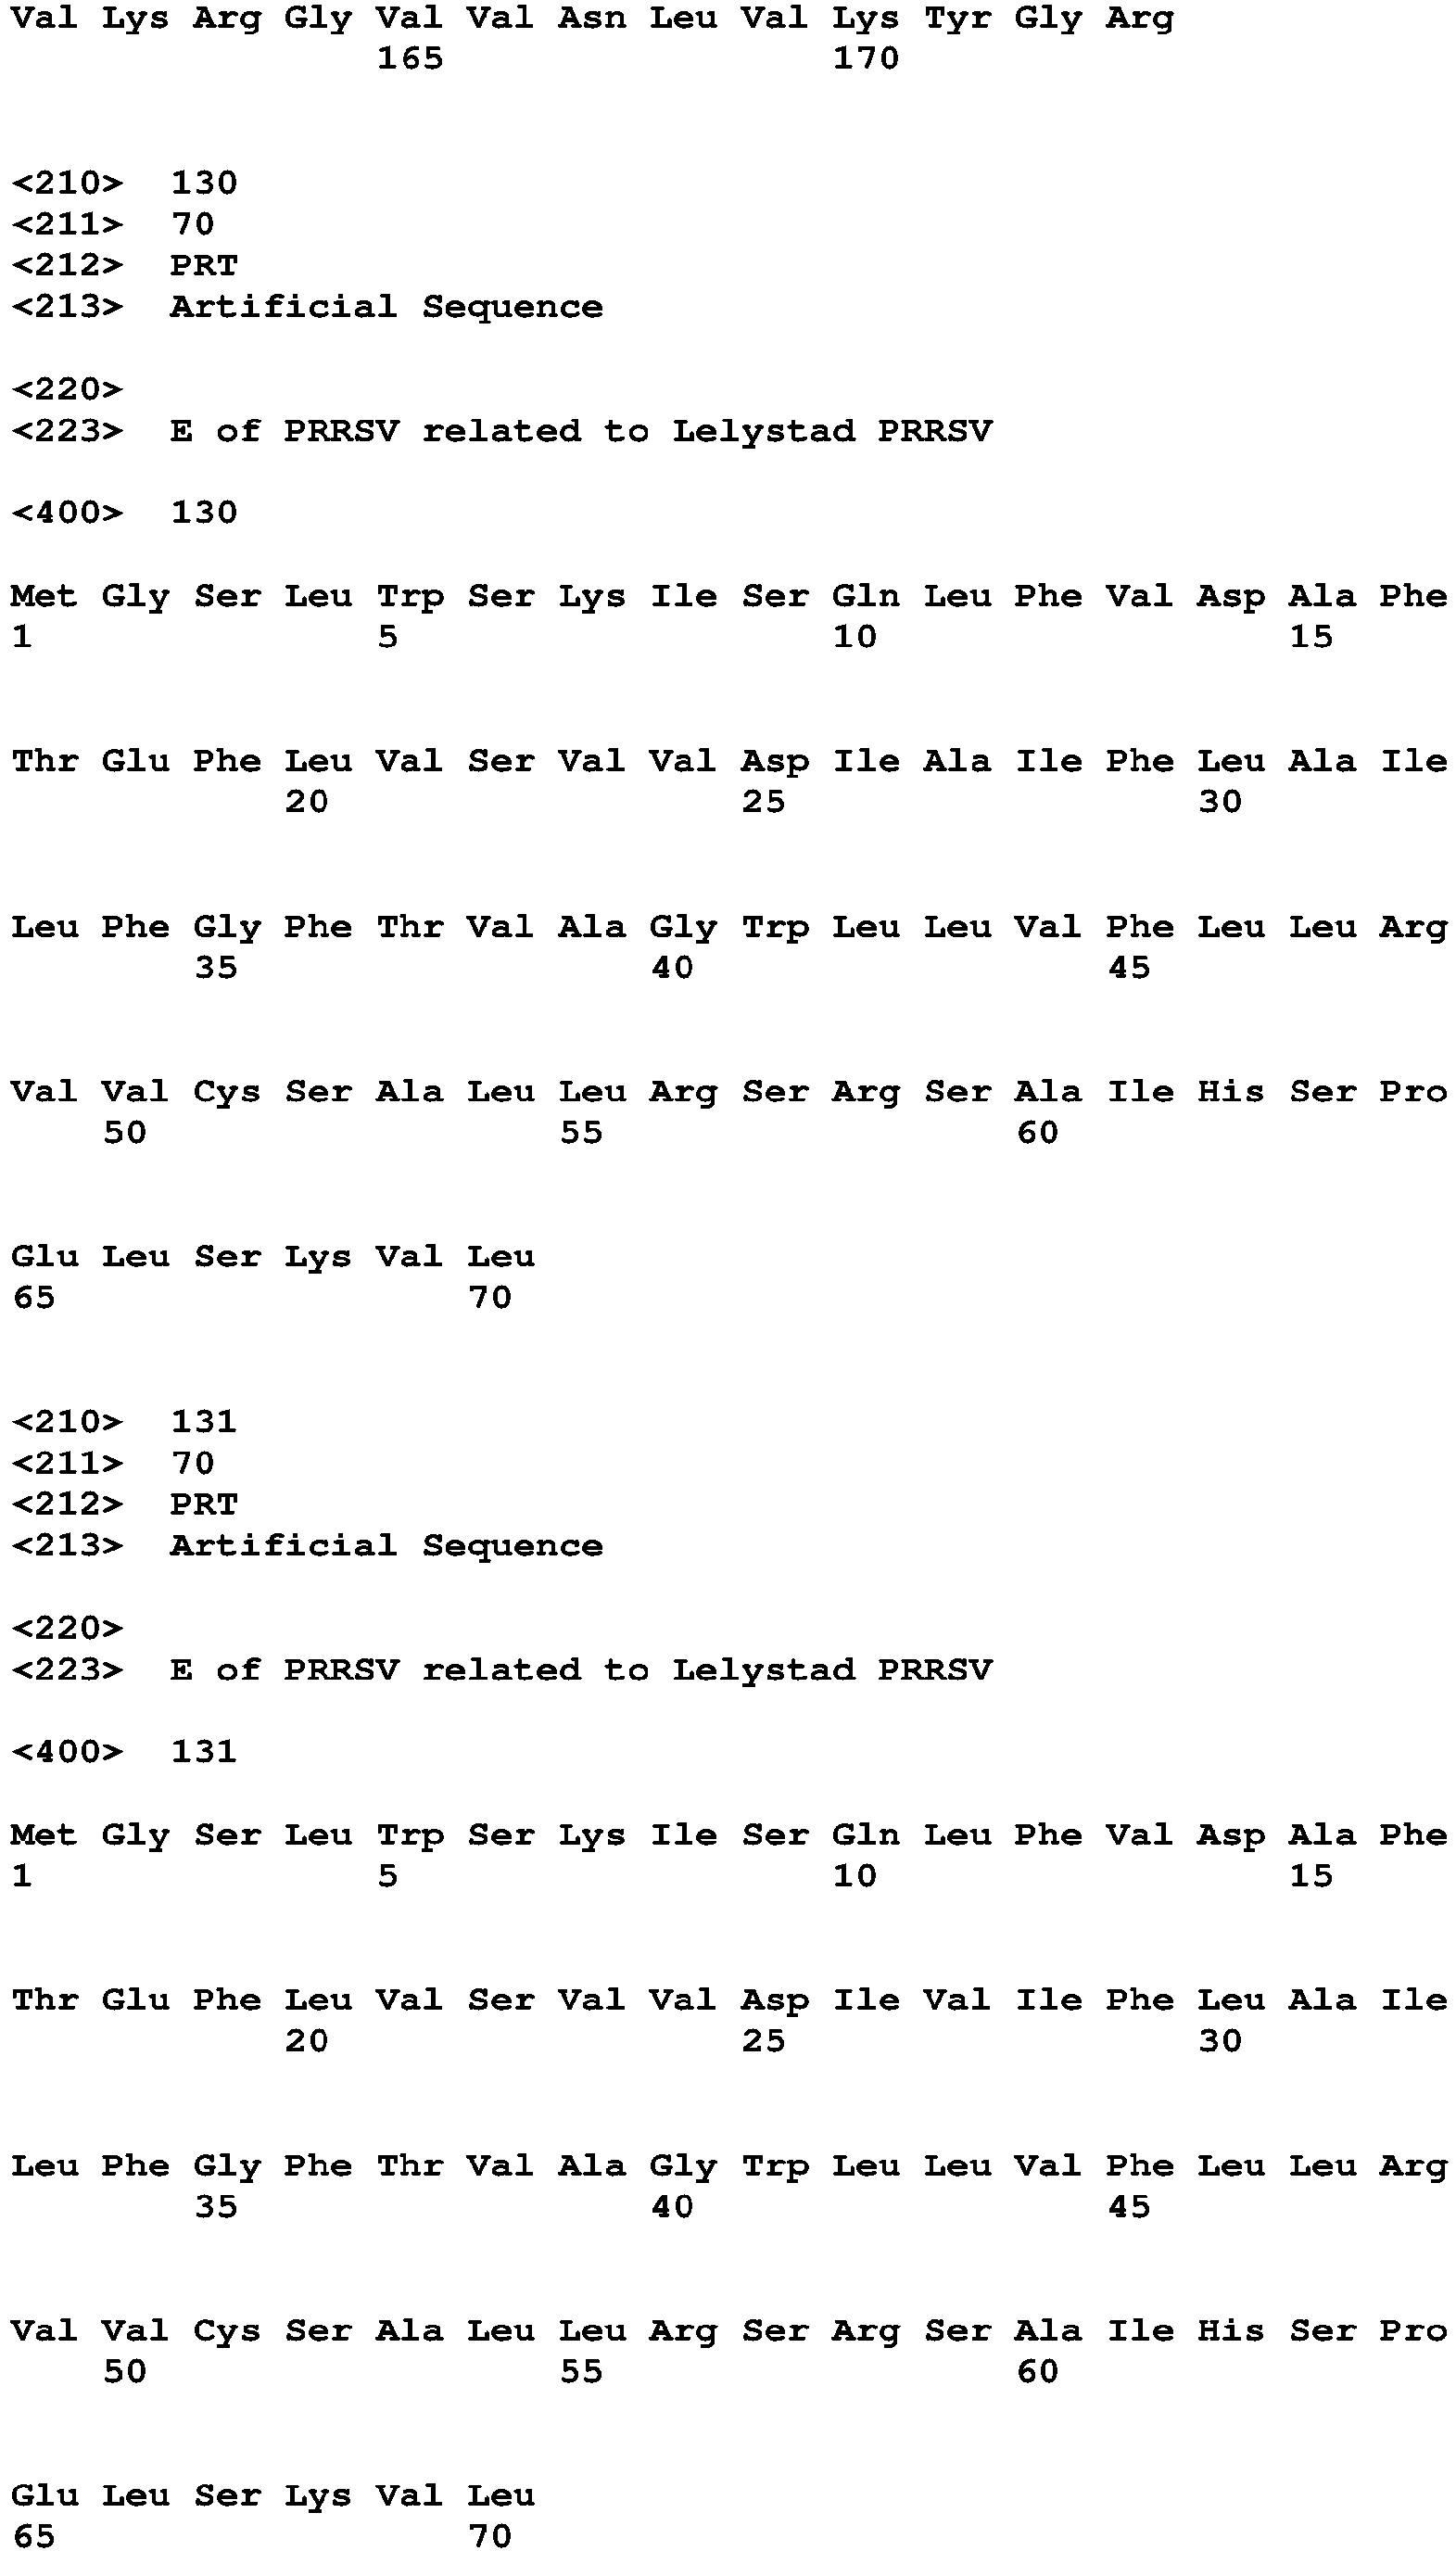 Val Lys Arg Gly Val Val Asn Leu Val Lys Tyr Gly Arg
165 170
<210> 130
<211> 70
<212> PRT
<213> Artificial Sequence
<220>
<223> E of PRRSV related to Lelystad PRRSV
<400> 130
Met Gly Ser Leu Trp Ser Lys Ile Ser Gln Leu Phe Val Asp Ala Phe
1 5 10 15
Thr Glu Phe Leu Val Ser Val Val Asp Ile Ala Ile Phe Leu Ala Ile
20 25 30
Leu Phe Gly Phe Thr Val Ala Gly Trp Leu Leu Val Phe Leu Leu Arg
35 40 45
Val Val Cys Ser Ala Leu Leu Arg Ser Arg Ser Ala Ile His Ser Pro
50 55 60
Glu Leu Ser Lys Val Leu
65 70
<210> 131
<211> 70
<212> PRT
<213> Artificial Sequence
<220>
<223> E of PRRSV related to Lelystad PRRSV
<400> 131
Met Gly Ser Leu Trp Ser Lys Ile Ser Gln Leu Phe Val Asp Ala Phe
1 5 10 15
Thr Glu Phe Leu Val Ser Val Val Asp Ile Val Ile Phe Leu Ala Ile
20 25 30
Leu Phe Gly Phe Thr Val Ala Gly Trp Leu Leu Val Phe Leu Leu Arg
35 40 45
Val Val Cys Ser Ala Leu Leu Arg Ser Arg Ser Ala Ile His Ser Pro
50 55 60
Glu Leu Ser Lys Val Leu
65 70